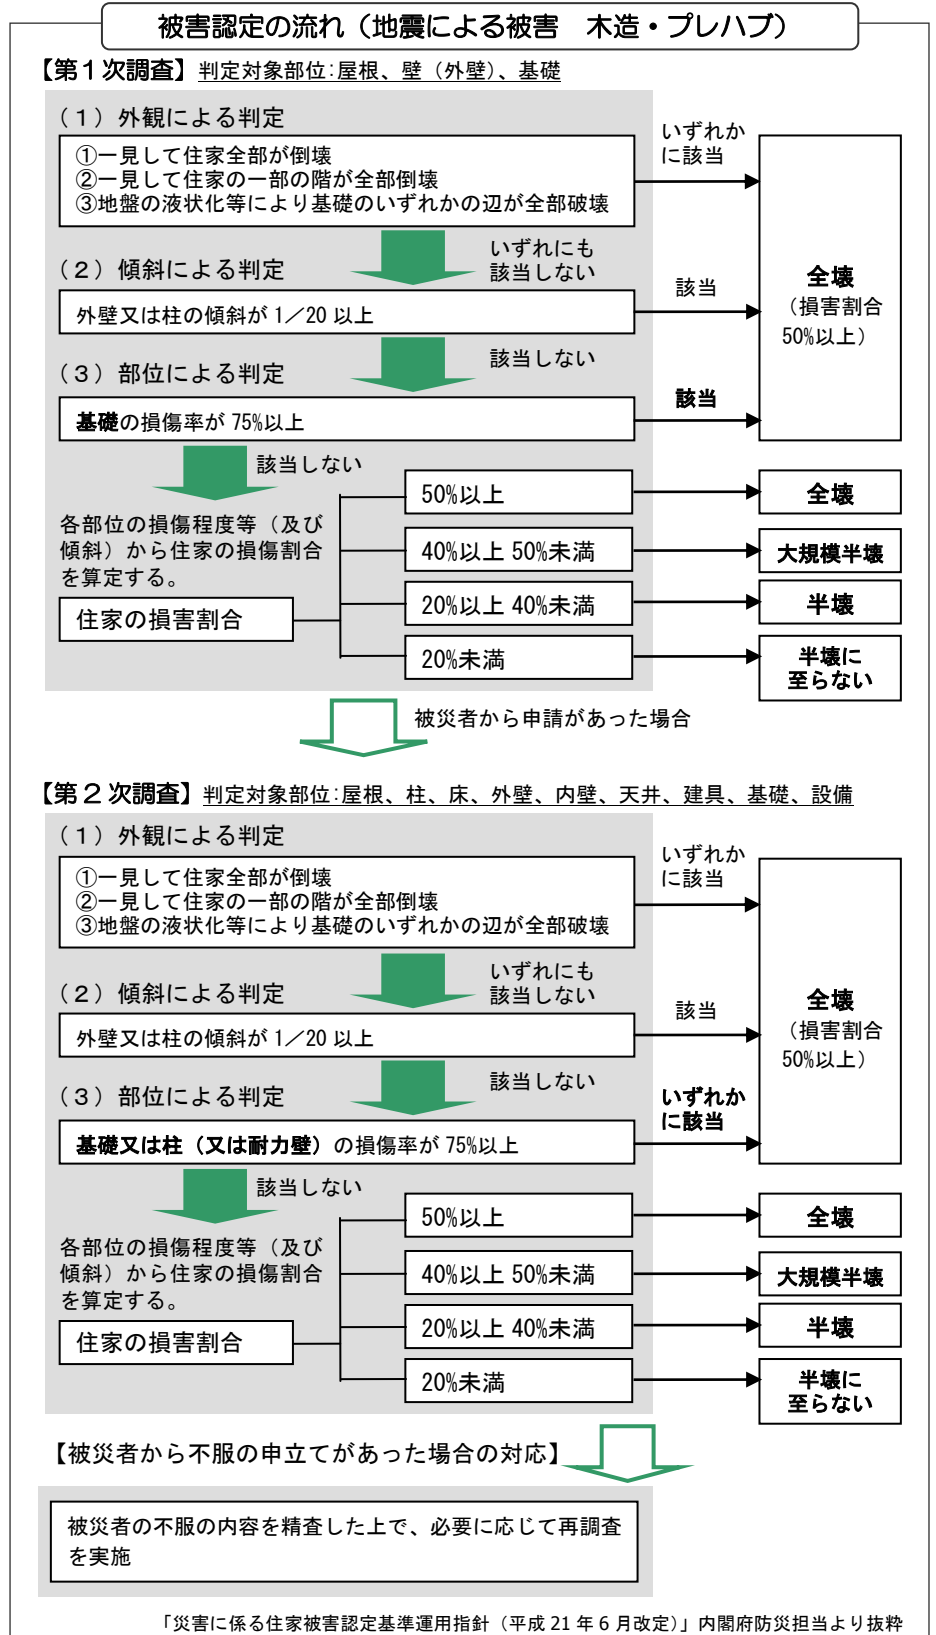 被害認定の流れ（地震による被害　木造・プレハブ）
【第１次調査】判定対象部位:屋根、壁（外壁）、基礎
（１）外観による判定
①一見して住家全部が倒壊
②一見して住家の一部の階が全部倒壊
③地盤の液状化等により基礎のいずれかの辺が全部破壊
いずれか
に該当
いずれにも
該当しない
（２）傾斜による判定
外壁又は柱の傾斜が 1／20 以上
該当
該当しない
（３）部位による判定
基礎の損傷率が 75%以上
該当
全壊
（損害割合
50%以上）
該当しない
各部位の損傷程度等（及び
傾斜）から住家の損傷割合
を算定する。
住家の損害割合
50%以上
全壊
40%以上 50%未満
大規模半壊
20%以上 40%未満
半壊
20%未満
半壊に
至らない
被災者から申請があった場合
【第２次調査】判定対象部位:屋根、柱、床、外壁、内壁、天井、建具、基礎、設備
（１）外観による判定
①一見して住家全部が倒壊
②一見して住家の一部の階が全部倒壊
③地盤の液状化等により基礎のいずれかの辺が全部破壊
いずれか
に該当
いずれにも
該当しない
（２）傾斜による判定
外壁又は柱の傾斜が 1／20 以上
該当
該当しない
（３）部位による判定
基礎又は柱（又は耐力壁）の損傷率が 75%以上
いずれか
に該当
全壊
（損害割合
50%以上）
該当しない
各部位の損傷程度等（及び
傾斜）から住家の損傷割合
を算定する。
住家の損害割合
50%以上
全壊
40%以上 50%未満
大規模半壊
20%以上 40%未満
半壊
20%未満
半壊に
至らない
【被災者から不服の申立てがあった場合の対応】
被災者の不服の内容を精査した上で、必要に応じて再調査
を実施
「災害に係る住家被害認定基準運用指針（平成 21 年 6 月改定）」内閣府防災担当より抜粋